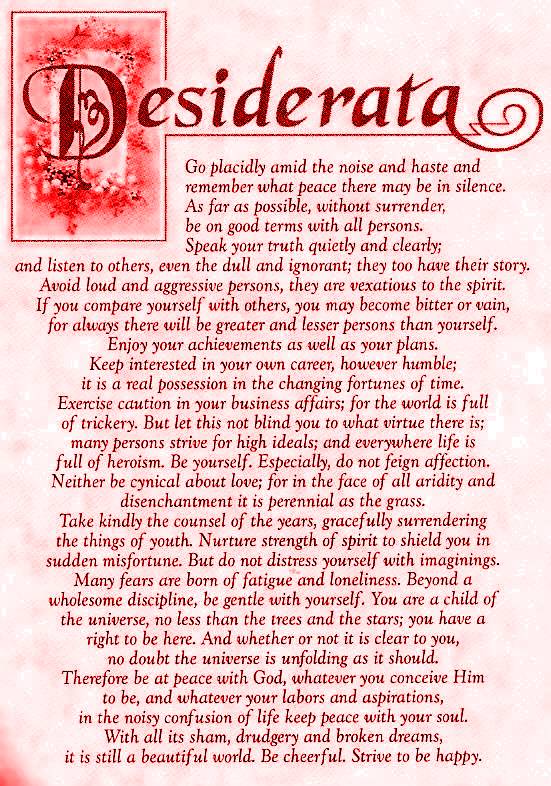 Desiderata
Go placidly amid the noise and haste and
remember what peace there may be in silence.
As far as possible, without surrender,
be on good terms with all persons.
Speak your truth quietly and clearly;
and listen to others, even the dull and ignorant; they too have their story.
Avoid loud and aggressive persons, they are vexatious to the spirit.
If you compare yourself with others, you may become bitter or vain,
for always there will be greater and lesser persons than yourself.
Enjoy your achievements as well as your plans.
Keep interested in your own career, however humble;
it is a real possession in the changing fortunes of time.
Exercise caution in your business affairs; for the world is full
of trickery. But let this not blind you to what virtue there is;
many persons strive for high ideals; and everywhere life is
full of heroism. Be yourself. Especially, do not feign affection.
Neither be cynical about love; for in the face of all aridity and
disenchantment it is perennial as the grass.
Take kindly the counsel of the years, gracefully surrendering
the things of youth. Nurture strength of spirit to shield you in
sudden misfortune. But do not distress yourself with imaginings.
Many fears are born of fatigue and loneliness. Beyond a
wholesome discipline, be gentle with yourself. You are a child of
the universe, no less than the trees and the stars; you have a
right to be here. And whether or not it is clear to you,
no doubt the universe is unfolding as it should.
Therefore be at peace with God, whatever you conceive Him
to be, and whatever your labors and aspirations,
in the noisy confusion of life keep peace with your soul.
With all its sham, drudgery and broken dreams,
it is still a beautiful world. Be cheerful. Strive to be happy.